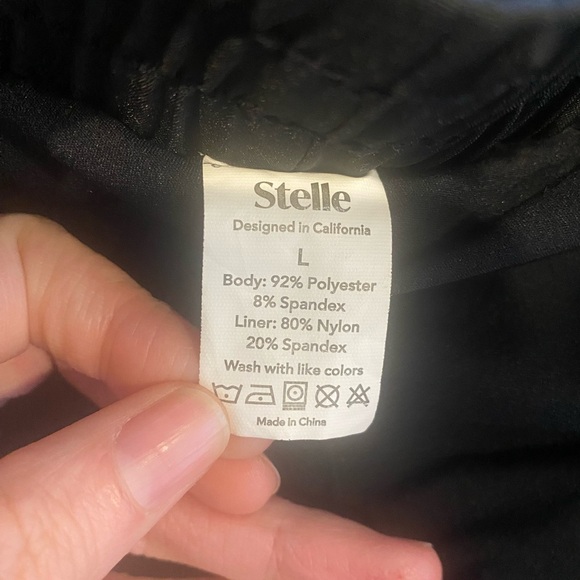 Stelle
Designed in California
L
Body: 92% Polyester
8% Spandex
Liner: 80% Nylon
20% Spandex
Wash with like colors
Made in China